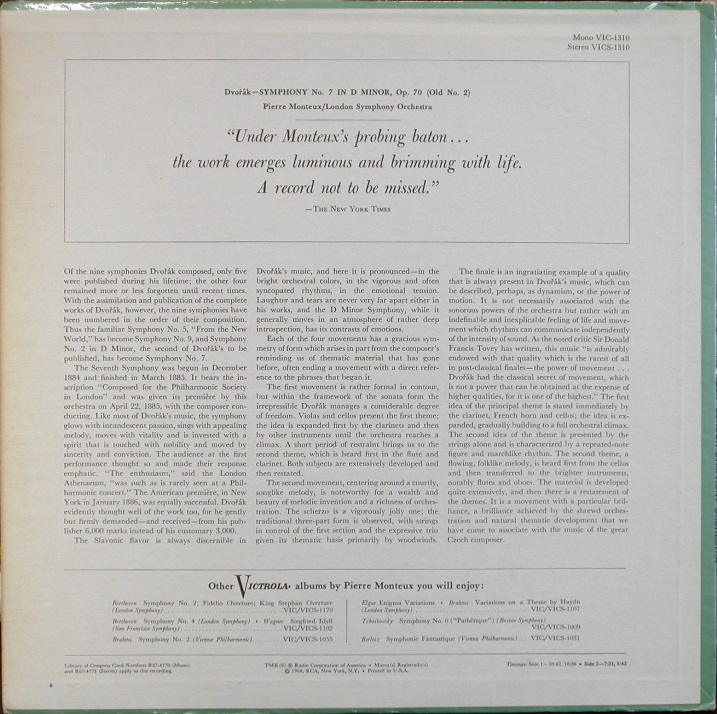 Mono VIC-1310
Stereo VICS-1310
Dvořák—SYMPHONY No. 7 IN D MINOR, Op. 70 (Old No. 2)
Pierre Monteux/London Symphony Orchestra
“Under Monteux’s probing baton...
the work emerges luminous and brimming with life.
A record not to be missed.”
—THE NEW YORK TIMES
Of the nine symphonies Dvořák composed, only five
were published during his lifetime; the other four
remained more or less forgotten until recent times.
With the assimilation and publication of the complete
works of Dvořák, however, the nine symphonies have
been numbered in the order of their composition.
Thus the familiar Symphony No. 5, “From the New
World,” has become Symphony No. 9, and Symphony
No. 2 in D Minor, the second of Dvořák’s to be
published, has become Symphony No. 7.
The Seventh Symphony was begun in December
1884 and finished in March 1885. It bears the in-
scription “Composed for the Philharmonic Society
in London” and was given its première by this
orchestra on April 22, 1885, with the composer con-
ducting. Like most of Dvořák’s music, the symphony
glows with incandescent passion, sings with appealing
melody, moves with vitality and is invested with a
spirit that is touched with nobility and moved by
sincerity and conviction. The audience at the first
performance thought so and made their response
emphatic. “The enthusiasm,” said the London
Athenaeum, “was such as is rarely seen at a Phil-
harmonic concert.” The American première, in New
York in January 1886, was equally succesful. Dvořák
evidently thought well of the work too, for he gently
but firmly demanded—and received—from his pub-
lisher 6,000 marks instead of his customary 3,000.
The Slavonic flavor is always discernible in
Dvořák’s music, and here it is pronounced—in the
bright orchestral colors, in the vigorous and often
syncopated rhythms, in the emotional tension.
Laughter and tears are never very far apart either in
his works, and the D Minor Symphony, while it
generally moves in an atmosphere of rather deep
introspection, has its contrasts of emotions.
Each of the four movements has a gracious sym-
metry of form which arises in part from the composer’s
reminding us of thematic material that has gone
before, often ending a movement with a direct refer-
ence to the phrases that began it.
The first movement is rather formal in contour,
but within the framework of the sonata form the
irrepressible Dvořák manages a considerable degree
of freedom. Violas and cellos present the first theme;
the idea is expanded first by the clarinets and then
by other instruments until the orchestra reaches a
climax. A short period of restraint brings us to the
second theme, which is heard first in the flute and
clarinet. Both subjects are extensively developed and
then restated.
The second movement, centering around a courtly,
songlike melody, is noteworthy for a wealth and
beauty of melodic invention and a richness of orches-
tration. The scherzo is a vigorously jolly one; the
traditional three-part form is observed, with strings
in control of the first section and the expressive trio
given its thematic basis primarily by woodwinds.
The finale is an ingratiating example of a quality
that is always present in Dvořák’s music, which can
be described, perhaps, as dynamism, or the power of
motion. It is not necessarily associated with the
sonorous powers of the orchestra but rather with an
indefinable and inexplicable feeling of life and move-
ment which rhythms can communicate independently
of the intensity of sound. As the noted critic Sir Donald
Francis Tovey has written, this music “is admirably
endowed with that quality which is the rarest of all
in post-classical finales—the power of movement . . .
Dvořák had the classical secret of movement, which
is not a power that can be obtained at the expense of
higher qualities, for it is one of the highest.” The first
idea of the principal theme is stated immediately by
the clarinet, French horn and cellos; the idea is ex-
panded, gradually building to a full orchestral climax.
The second idea of the theme is presented by the
strings alone and is characterized by a repeated-note
figure and marchlike rhythm. The second theme, a
flowing, folklike melody, is heard first from the cellos
and then transferred to the brighter instruments,
notably flutes and oboes. The material is developed
quite extensively, and then there is a restatement of
the themes. It is a movement with a particular bril-
liance, a brilliance achieved by the shrewd orches-
tration and natural thematic development that we
have come to associate with the music of the great
Czech composer.
Other VICTROLA® albums by Pierre Monteux you will enjoy:
Beethoven Symphony No. 2; Fidelio Overture; King Stephan Overture
(London Symphony) VIC/VICS-1170
Beethoven Symphony No. 4 (London Symphony) • Wagner Siegfried Idyll
(San Francisco Symphony) VIC/VICS-1102
Brahms Symphony No. 2 (Vienna Philharmonic) VIC/VICS-1055
Elgar Enigma Variations • Brahms Variations on a Theme by Haydn
(London Symphony) VIC/VICS-1107
Tchaikovsky Symphony No. 6 (“Pathétique”) (Boston Symphony)
VIC/VICS-1009
Berlioz Symphonie Fantastique (Vienna Philharmonic) VIC/VICS-1031
Library of Congress Card Numbers R67-4170 (Mono)
and R67-4171 (Stereo) apply to this recording.
TMK(S) ® Radio Corporation of America • Marca(s) Registrada(s)
© 1968, RCA, New York, N.Y. • Printed in U.S.A.
Timings: Side 1— • Side 2—7:23, 8:42